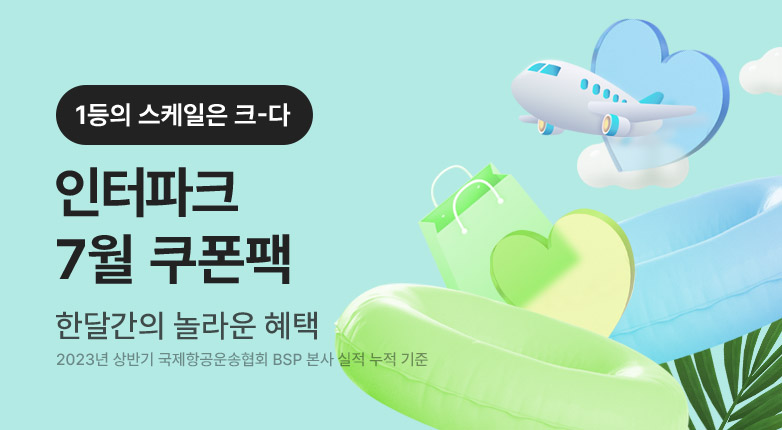 1등의 스케일은 크-다
인터파크
7월 쿠폰팩
한달간의 놀라운 혜택
2023년 상반기 국제항공운송협회 BSP 본사 실적 누적 기준